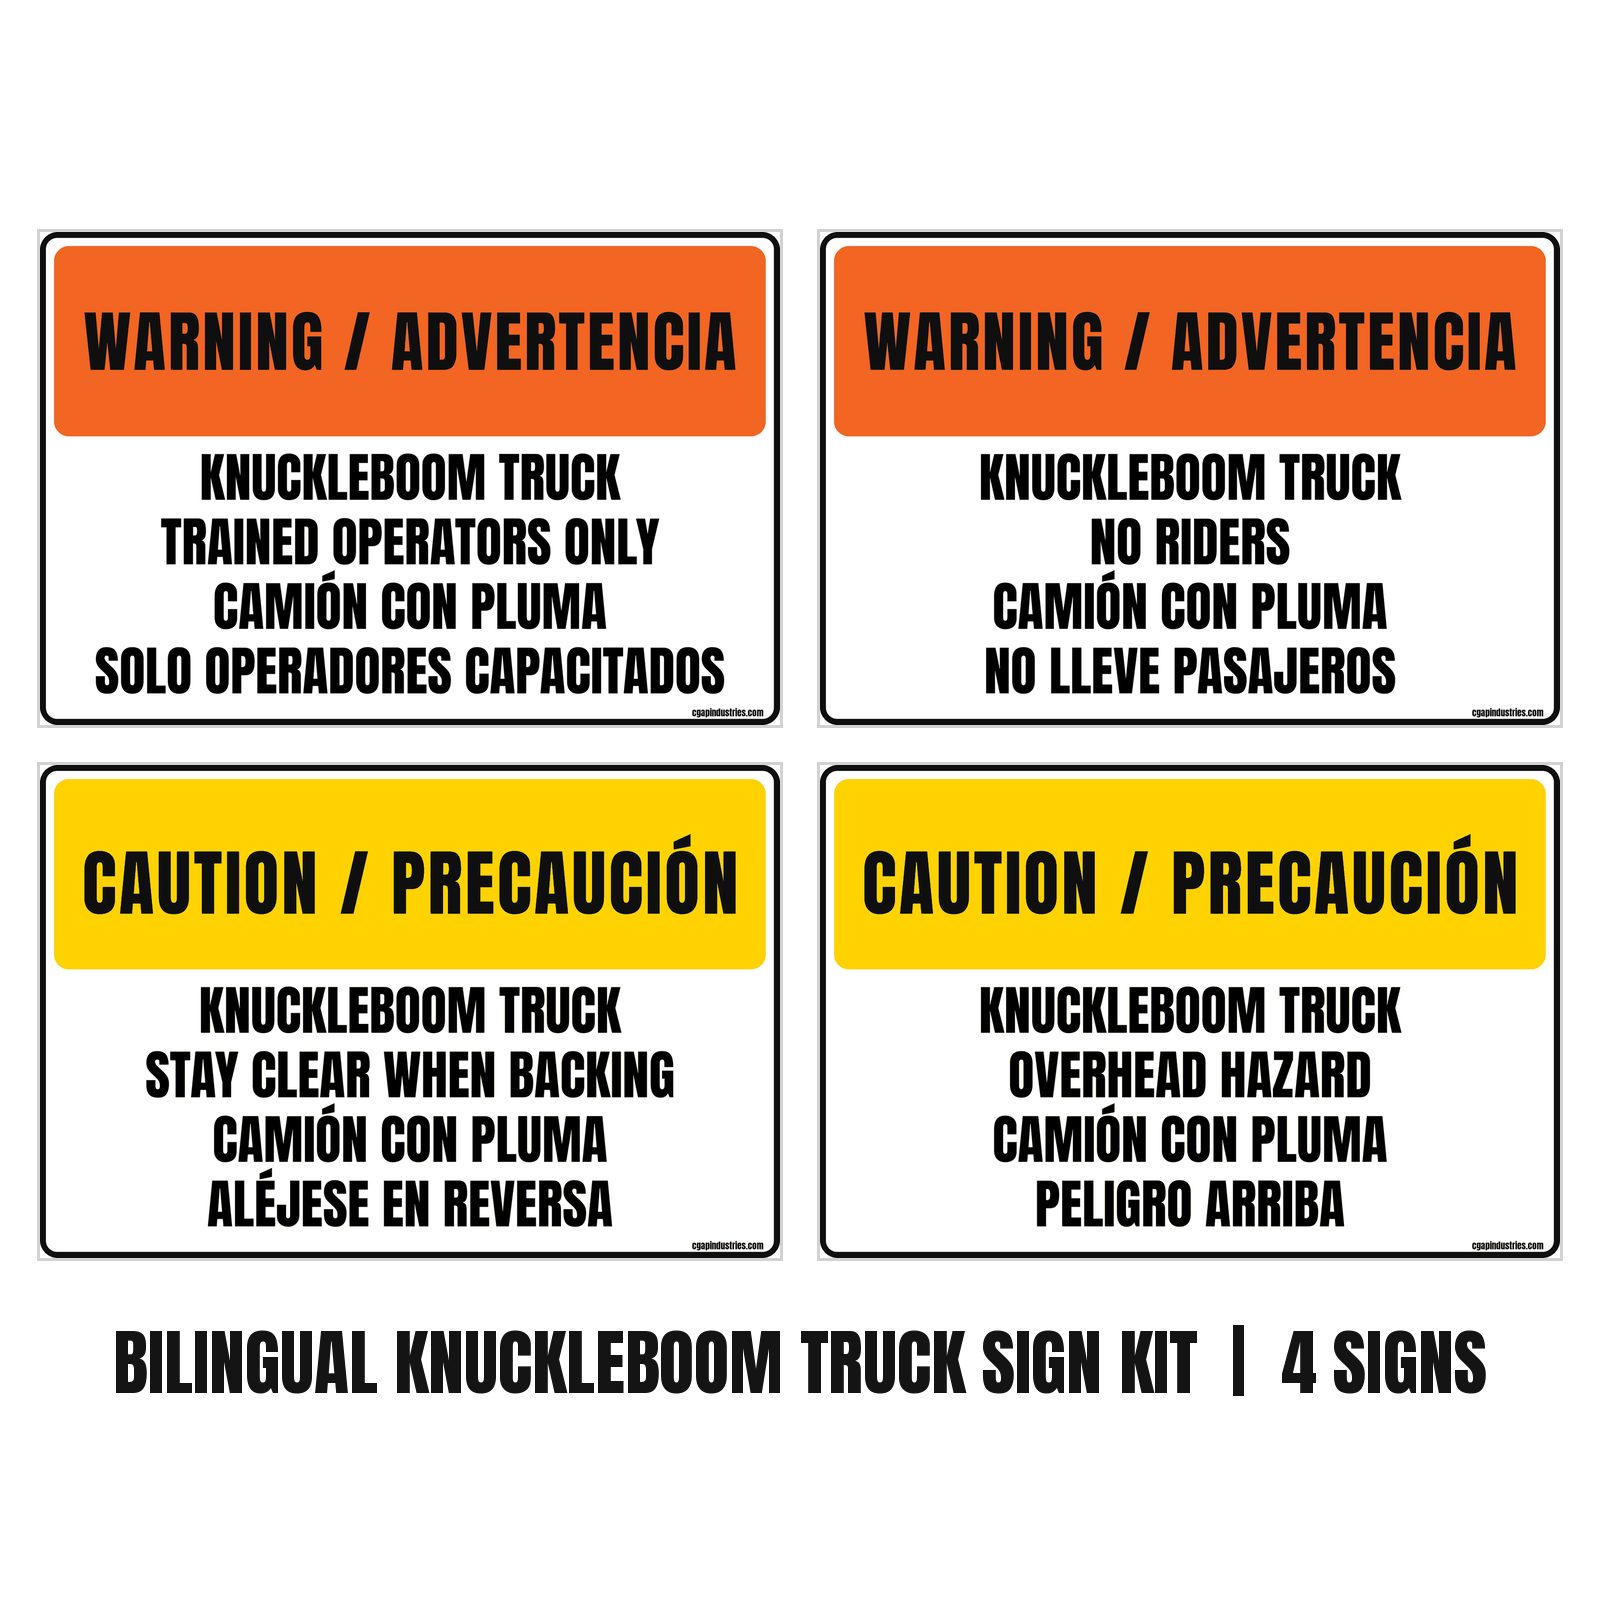 WARNING / ADVERTENCIA
KNUCKLEBOOM TRUCK
TRAINED OPERATORS ONLY
CAMIÓN CON PLUMA
SOLO OPERADORES CAPACITADOS
cgapindustries.com
WARNING / ADVERTENCIA
KNUCKLEBOOM TRUCK
NO RIDERS
CAMIÓN CON PLUMA
NO LLEVE PASAJEROS
cgapindustries.com
CAUTION / PRECAUCIÓN
KNUCKLEBOOM TRUCK
STAY CLEAR WHEN BACKING
CAMIÓN CON PLUMA
ALÉJESE EN REVERSA
cgapindustries.com
CAUTION / PRECAUCIÓN
KNUCKLEBOOM TRUCK
OVERHEAD HAZARD
CAMIÓN CON PLUMA
PELIGRO ARRIBA
cgapindustries.com
BILINGUAL KNUCKLEBOOM TRUCK SIGN KIT | 4 SIGNS